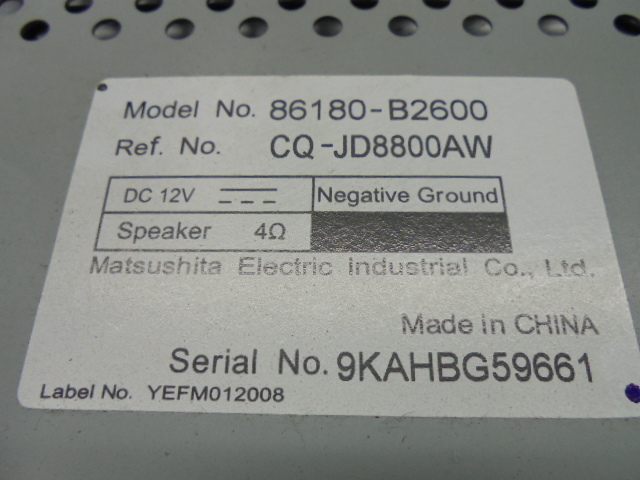 Model No. 86180-B2600
Ref. No. CQ-JD8800AW
DC 12V Negative Ground
Speaker 4Ω
Matsushita Electric Industrial Co., Ltd.
Made in CHINA
Serial No. 9KAHBG59661
Label No. YEFM012008